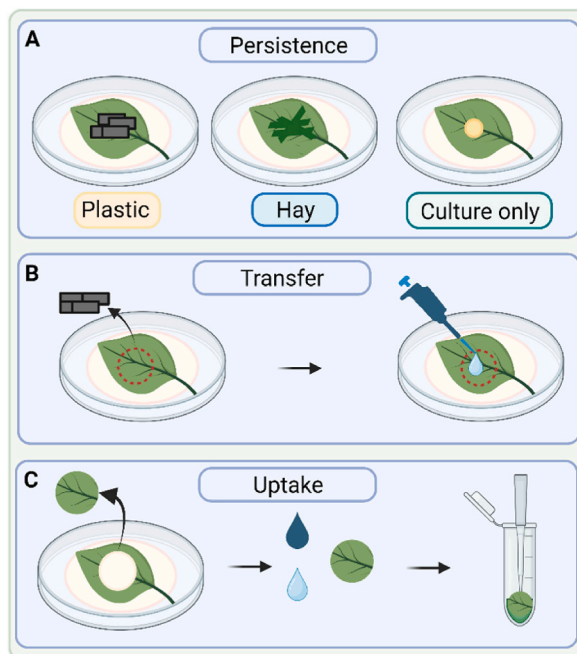 A
Persistence
Plastic
Hay
Culture only
B
Transfer
C
Uptake